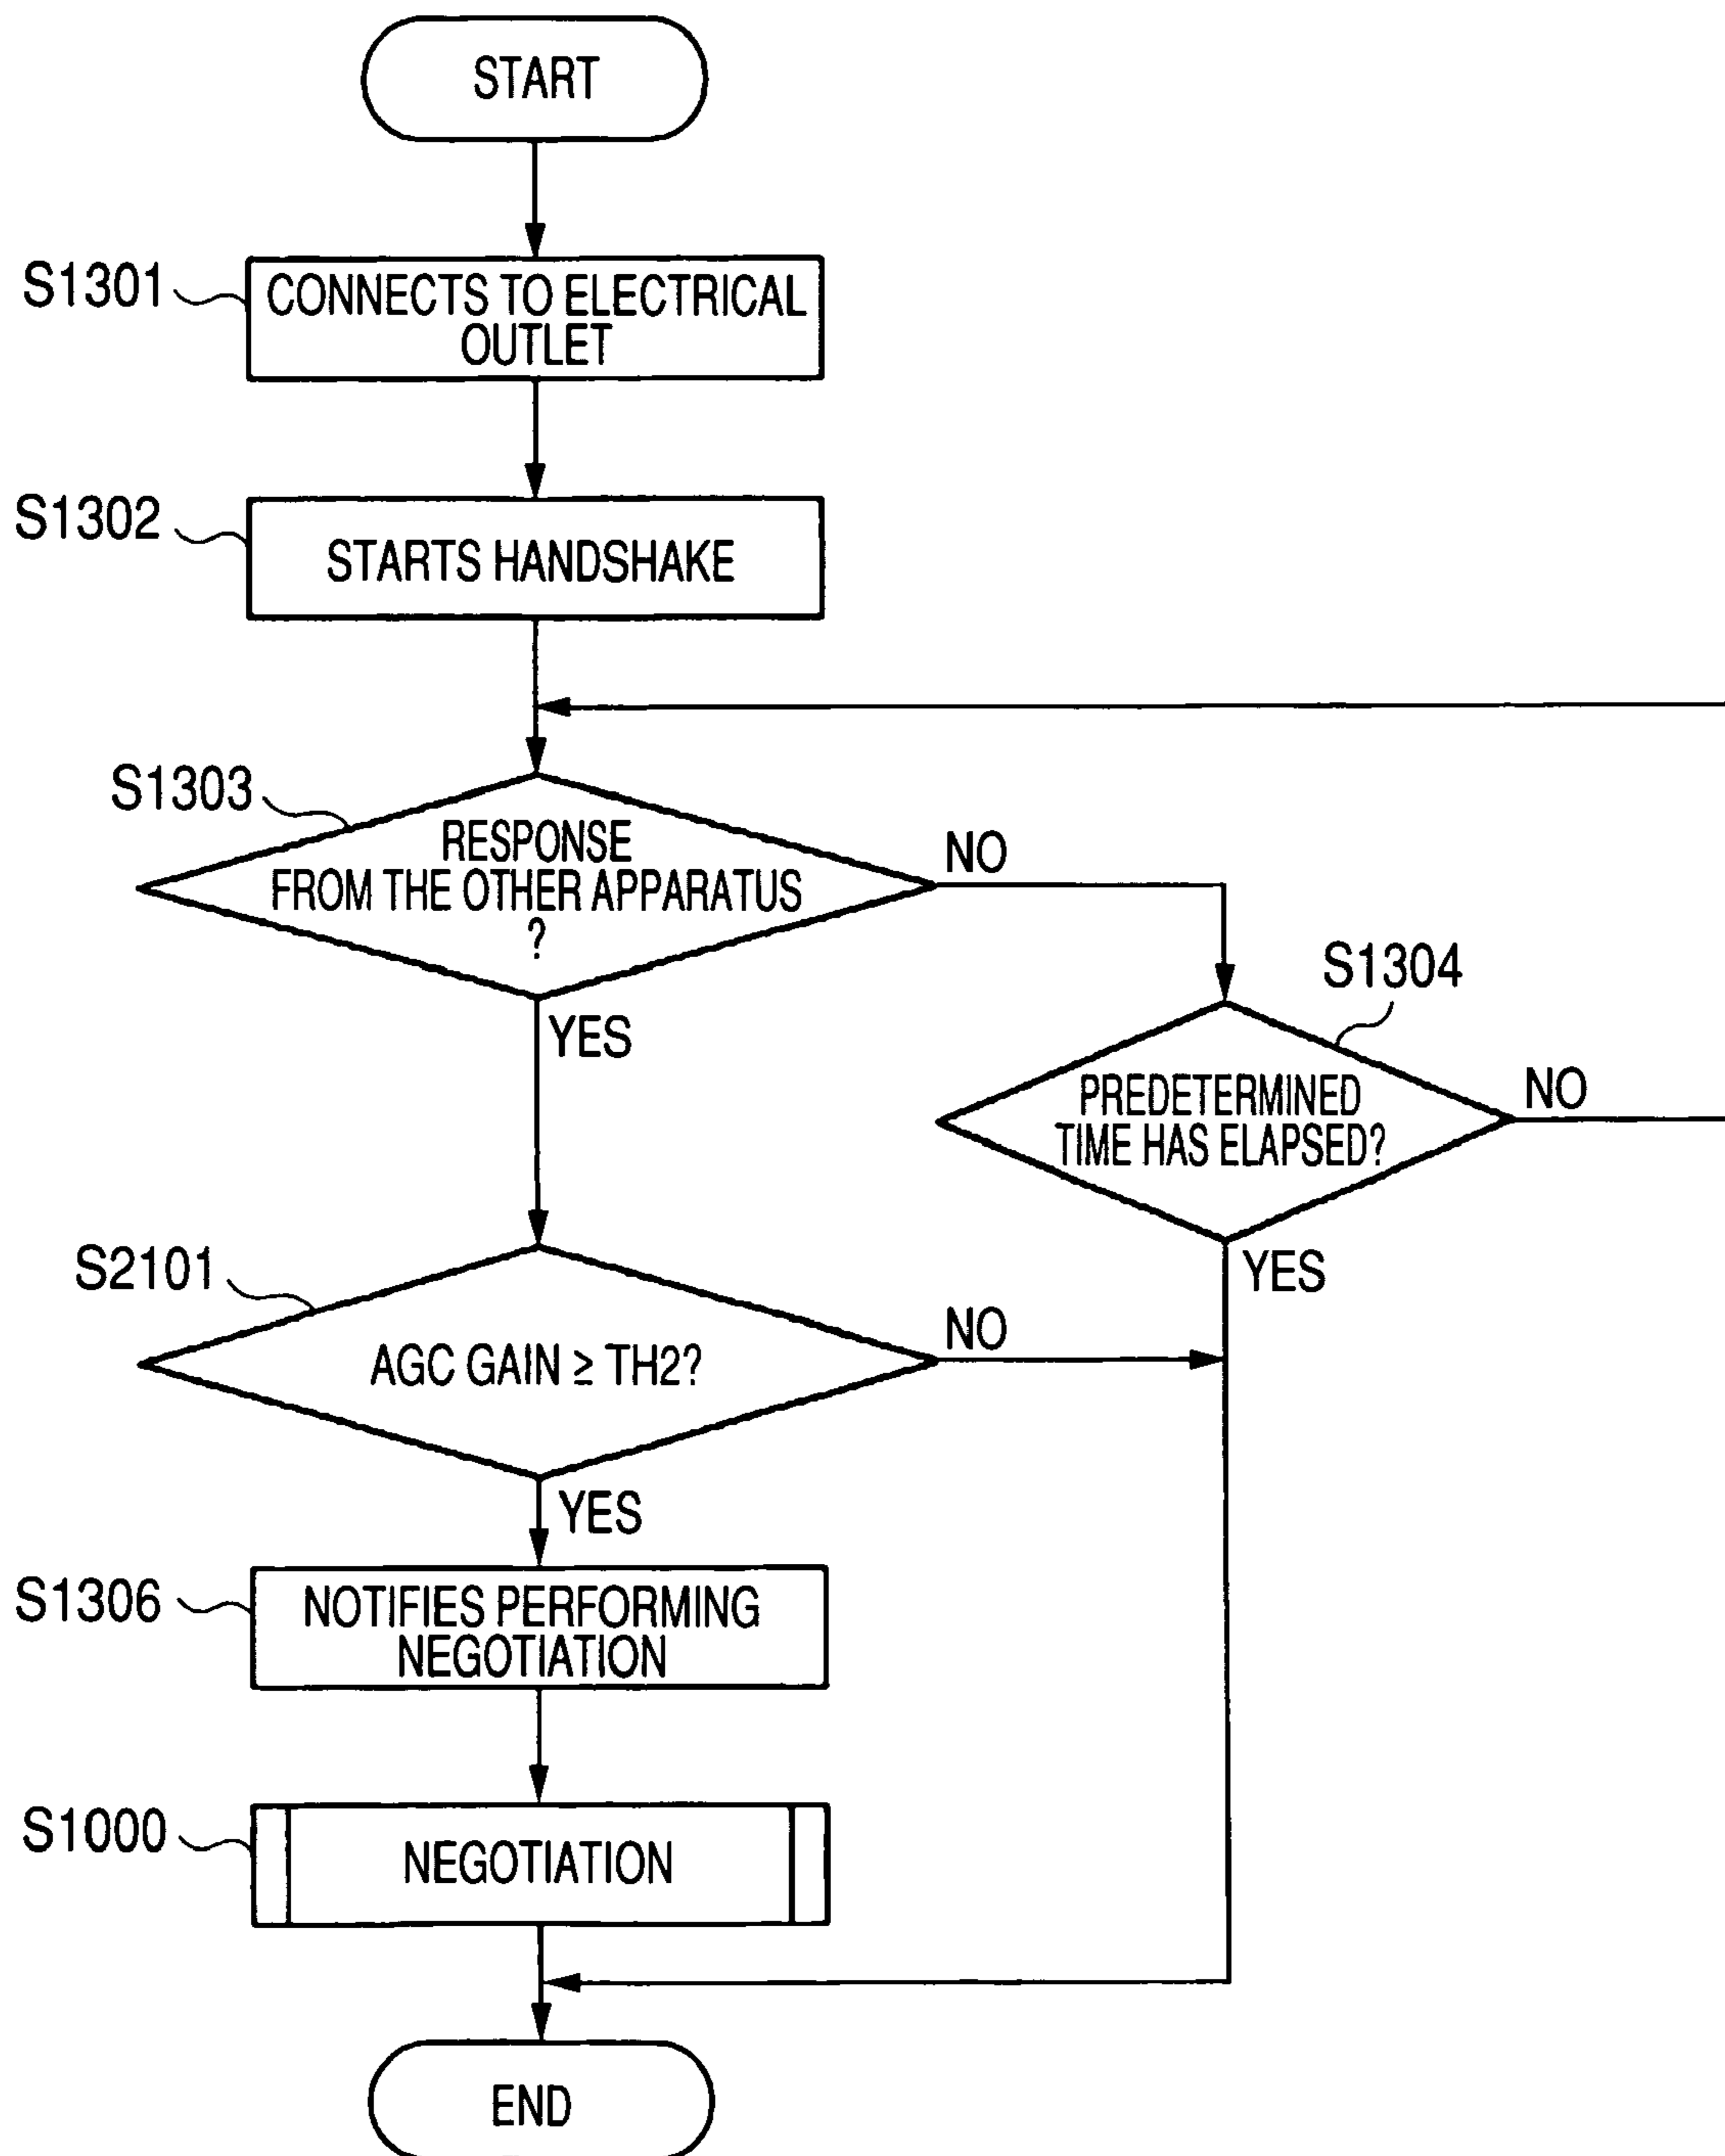 START
S1301
CONNECTS TO ELECTRICAL
OUTLET
S1302
STARTS HANDSHAKE
S1303
RESPONSE
FROM THE OTHER APPARATUS
?
NO
YES
S1304
PREDETERMINED
TIME HAS ELAPSED?
NO
YES
S2101
AGC GAIN ≥ TH2?
NO
YES
S1306
NOTIFIES PERFORMING
NEGOTIATION
S1000
NEGOTIATION
END